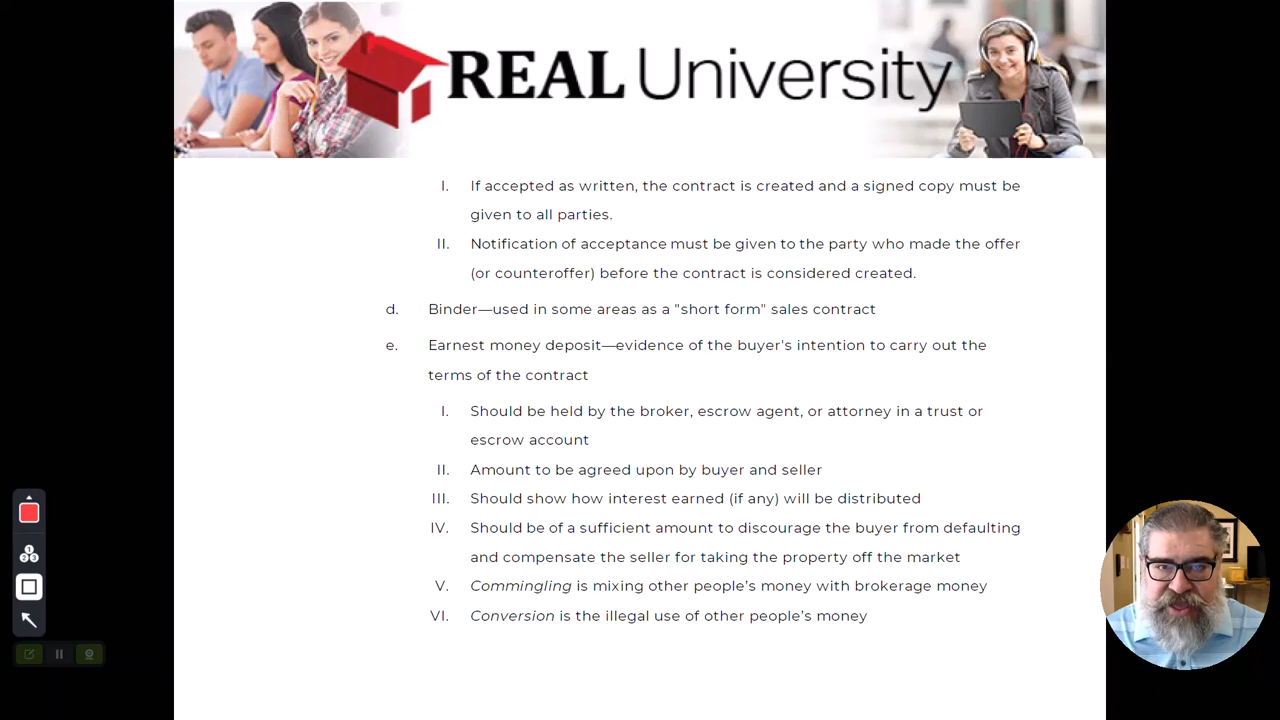 REAL University
I. If accepted as written, the contract is created and a signed copy must be
given to all parties.
II. Notification of acceptance must be given to the party who made the offer
(or counteroffer) before the contract is considered created.
d. Binder—used in some areas as a "short form" sales contract
e. Earnest money deposit—evidence of the buyer's intention to carry out the
terms of the contract
I. Should be held by the broker, escrow agent, or attorney in a trust or
escrow account
II. Amount to be agreed upon by buyer and seller
III. Should show how interest earned (if any) will be distributed
IV. Should be of a sufficient amount to discourage the buyer from defaulting
and compensate the seller for taking the property off the market
V. Commingling is mixing other people’s money with brokerage money
VI. Conversion is the illegal use of other people’s money